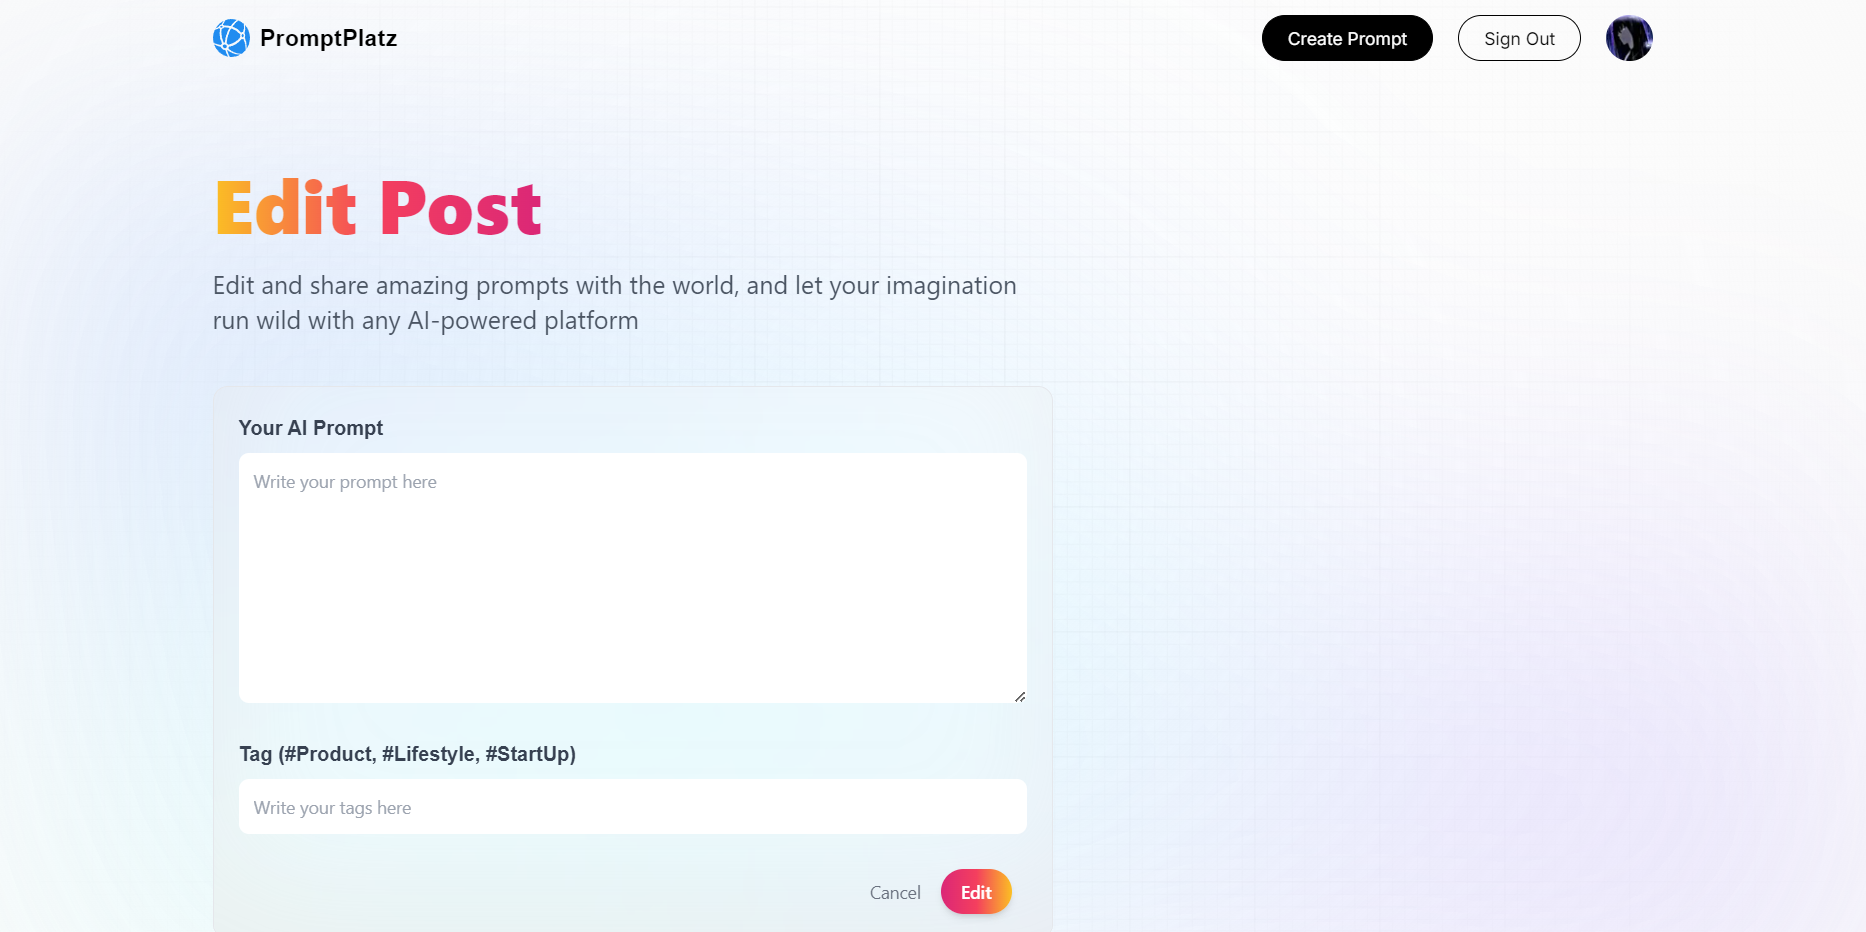 PromptPlatz
Create Prompt
Sign Out
Edit Post
Edit and share amazing prompts with the world, and let your imagination
run wild with any AI-powered platform
Your AI Prompt
Write your prompt here
Tag (#Product, #Lifestyle, #StartUp)
Write your tags here
Cancel
Edit